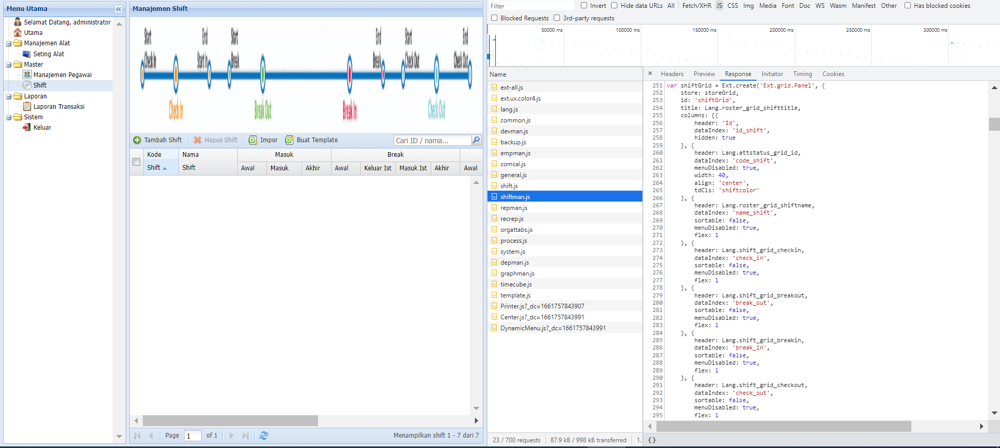 Menu Utama
Selamat Datang, administrator
Utama
Manajemen Alat
Seting Alat
Master
Manajemen Pegawai
Shift
Laporan
Laporan Transaksi
Sistem
Keluar
Manajemen Shift
Start
Check In
End
Start In
Start
Break
End
Break
Start
Check Out
End
Check Out
Check In
Break Out
Break In
Check Out
Tambah Shift
Hapus Shift
Impor
Buat Template
Cari ID / nama...
Kode
Shift
Nama
Shift
Masuk
Break
Awal
Masuk
Akhir
Awal
Keluar Ist
Masuk Ist
Akhir
Awal
Page 1 of 1
Menampilkan shift 1 - 7 dari 7
Filter
Invert
Hide data URLs
All
Fetch/XHR
JS
CSS
Img
Media
Font
Doc
WS
Wasm
Manifest
Other
Has blocked cookies
Blocked Requests
3rd-party requests
50000 ms
100000 ms
150000 ms
200000 ms
250000 ms
300000 ms
Name
ext-all.js
ext.ux.color4.js
lang.js
common.js
devman.js
backup.js
empman.js
comcal.js
general.js
shift.js
shiftman.js
repman.js
recrep.js
orgattabs.js
process.js
system.js
depman.js
graphman.js
timecube.js
template.js
Printer.js?_dc=1661757843907
Center.js?_dc=1661757843991
DynamicMenu.js?_dc=1661757843991
23 / 700 requests
87.9 kB / 998 kB transferred
1.
× Headers Preview Response Initiator Timing Cookies
251 var shiftGrid = Ext.create('Ext.grid.Panel', {
252 store: storeGrid,
253 id: 'shiftGrid',
254 title: Lang.roster_grid_shifttitle,
255 columns: [{
256 header: 'Id',
257 dataIndex: 'id_shift',
258 hidden: true
259 }, {
260 header: Lang.attstatus_grid_id,
261 dataIndex: 'code_shift',
262 menuDisabled: true,
263 width: 40,
264 align: 'center',
265 tdCls: 'shiftcolor'
266 }, {
267 header: Lang.roster_grid_shiftname,
268 dataIndex: 'name_shift',
269 sortable: false,
270 menuDisabled: true,
271 flex: 1
272 }, {
273 header: Lang.shift_grid_checkin,
274 dataIndex: 'check_in',
275 sortable: false,
276 menuDisabled: true,
277 flex: 1
278 }, {
279 header: Lang.shift_grid_breakout,
280 dataIndex: 'break_out',
281 sortable: false,
282 menuDisabled: true,
283 flex: 1
284 }, {
285 header: Lang.shift_grid_breakin,
286 dataIndex: 'break_in',
287 sortable: false,
288 menuDisabled: true,
289 flex: 1
290 }, {
291 header: Lang.shift_grid_checkout,
292 dataIndex: 'check_out',
293 sortable: false,
294 menuDisabled: true,
295 flex: 1
{ }